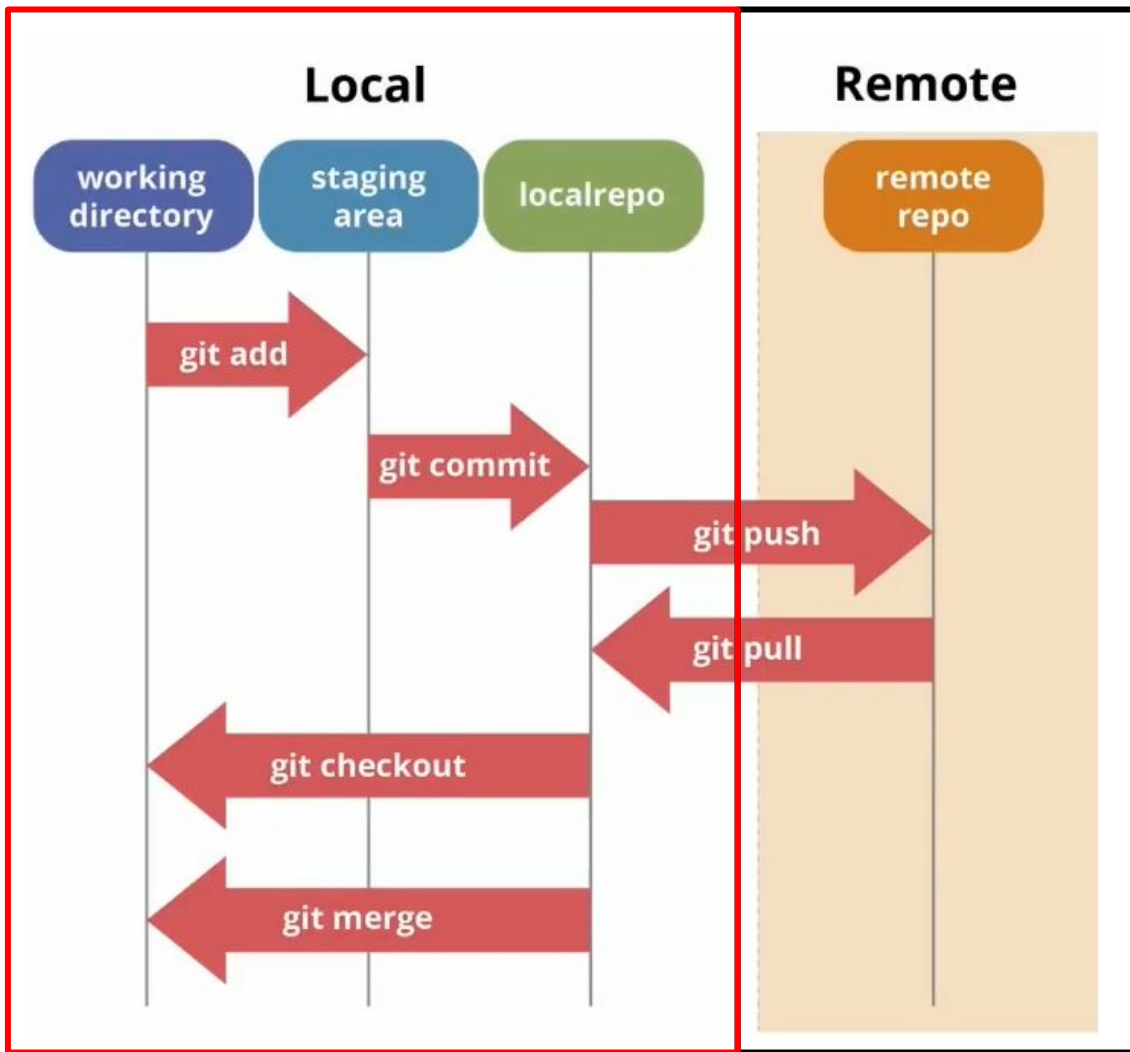 Local
Remote
working
directory
staging
area
localrepo
remote
repo
git add
git commit
git push
git pull
git checkout
git merge